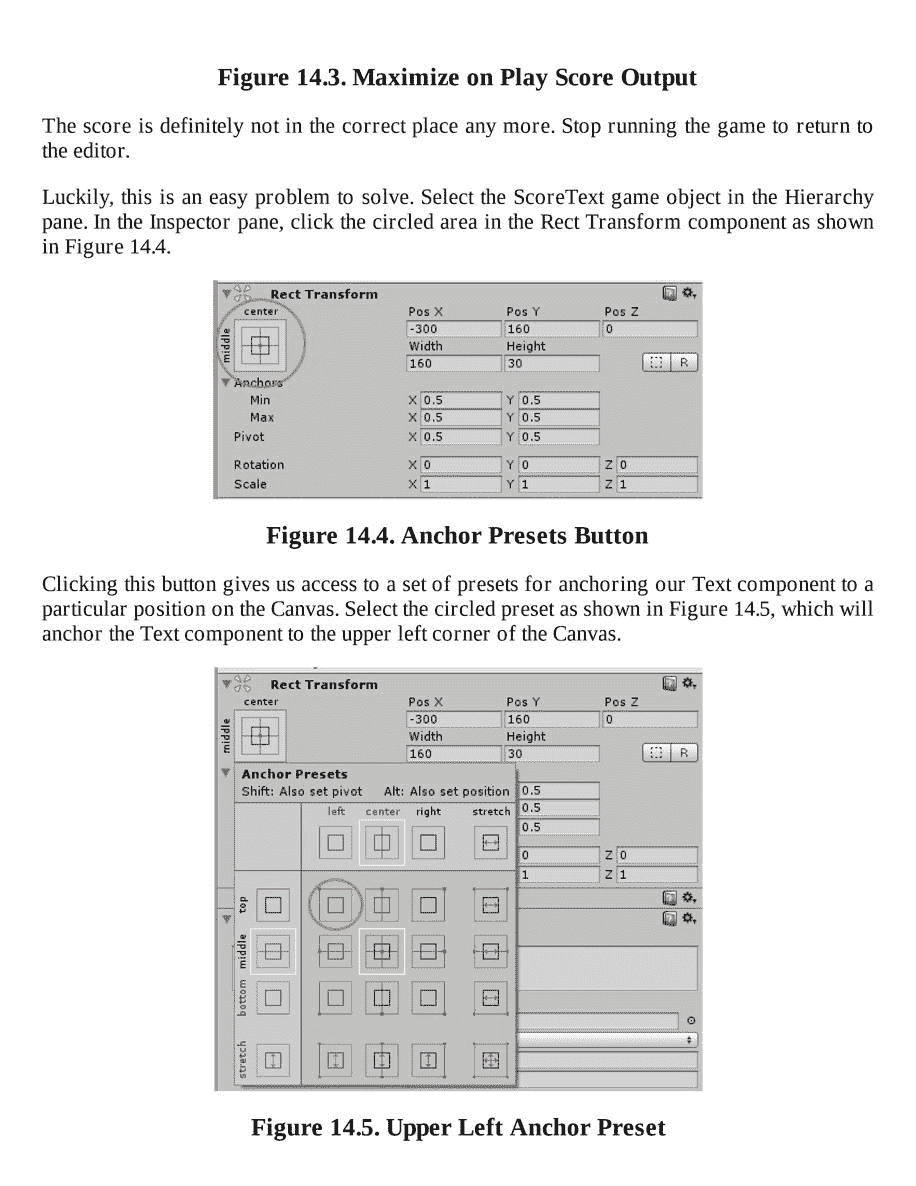 Figure 14.3. Maximize on Play Score Output
The score is definitely not in the correct place any more. Stop running the game to return to
the editor.
Luckily, this is an easy problem to solve. Select the ScoreText game object in the Hierarchy
pane. In the Inspector pane, click the circled area in the Rect Transform component as shown
in Figure 14.4.
Rect Transform
center
middle
Pos X Pos Y Pos Z
-300 160 0
Width Height
160 30
R
Anchors
Min X 0.5 Y 0.5
Max X 0.5 Y 0.5
Pivot X 0.5 Y 0.5
Rotation X 0 Y 0 Z 0
Scale X 1 Y 1 Z 1
Figure 14.4. Anchor Presets Button
Clicking this button gives us access to a set of presets for anchoring our Text component to a
particular position on the Canvas. Select the circled preset as shown in Figure 14.5, which will
anchor the Text component to the upper left corner of the Canvas.
Rect Transform
center
middle
Pos X Pos Y Pos Z
-300 160 0
Width Height
160 30
R
Anchor Presets
Shift: Also set pivot Alt: Also set position
left center right stretch
top
middle
bottom
stretch
0.5
0.5
0.5
0 Z 0
1 Z 1
Figure 14.5. Upper Left Anchor Preset